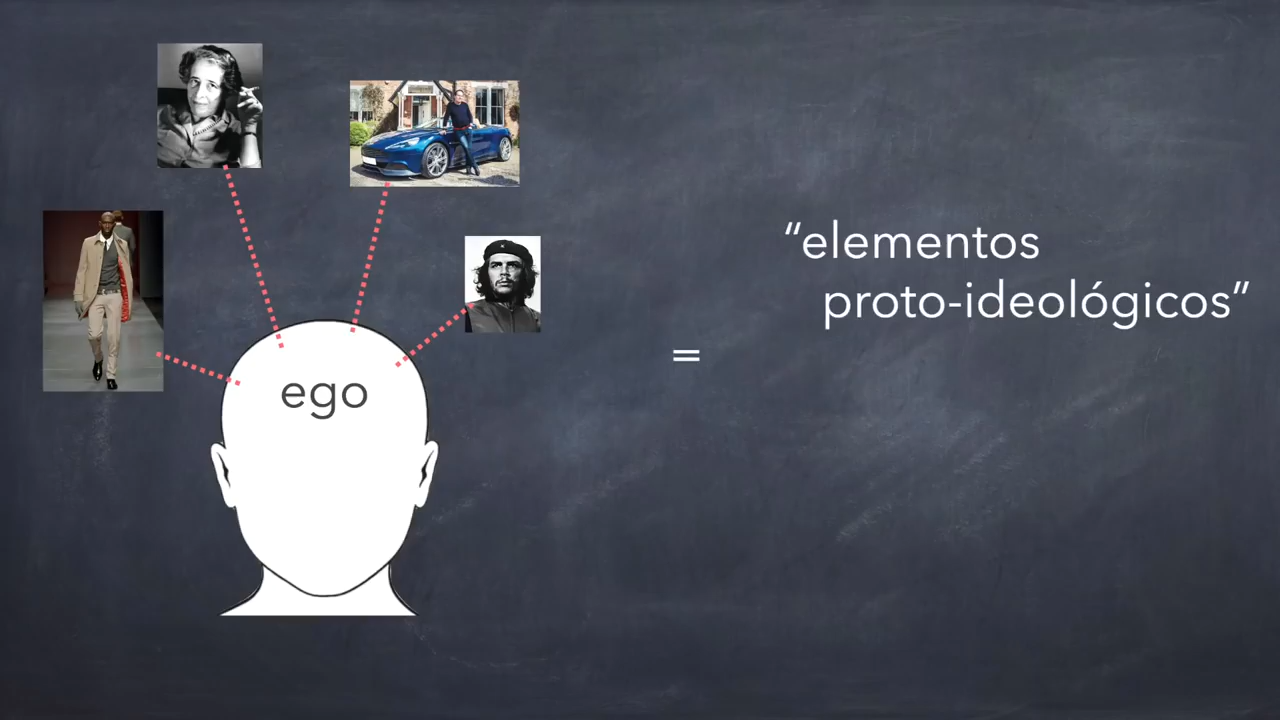 ego
=
“elementos
proto-ideológicos”